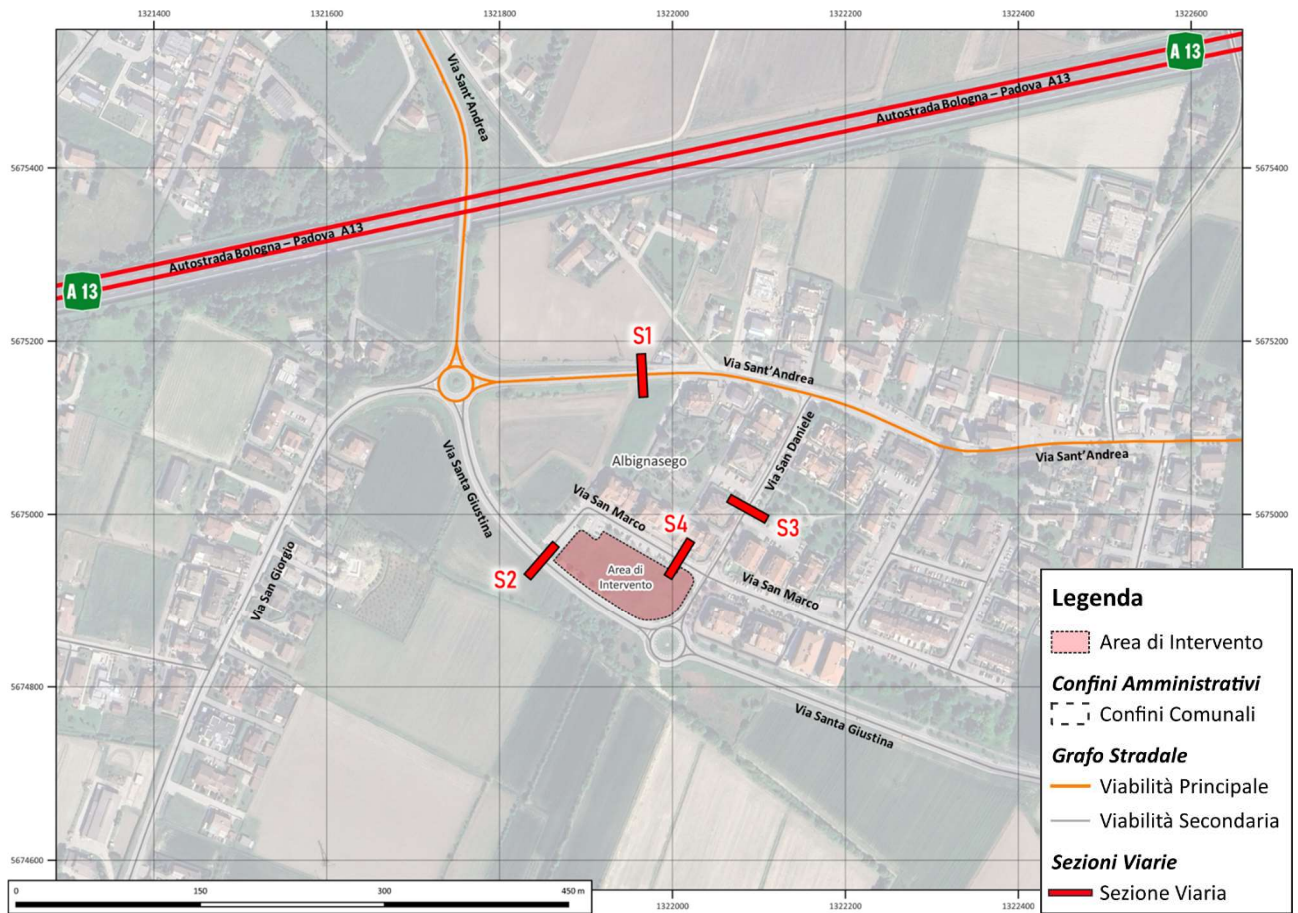 1321400 1321600 1321800 1322000 1322200 1322400 1322600
A 13
Via Sant'Andrea
Autostrada Bologna – Padova A13
5675400 5675400
Autostrada Bologna – Padova A13
A 13
S1
5675200 5675200
Via Sant'Andrea
Via Sant'Andrea
Via San Daniele
Albignasego
Via Santa Giustina
Via San Marco
S3
5675000 5675000
S4
S2
Area di
Intervento
Via San Marco
Via San Giorgio
Via Santa Giustina
5674800
5674600
Legenda
Area di Intervento
Confini Amministrativi
Confini Comunali
Grafo Stradale
Viabilità Principale
Viabilità Secondaria
Sezioni Viarie
Sezione Viaria
0 150 300 450 m
1322000 1322200 1322400